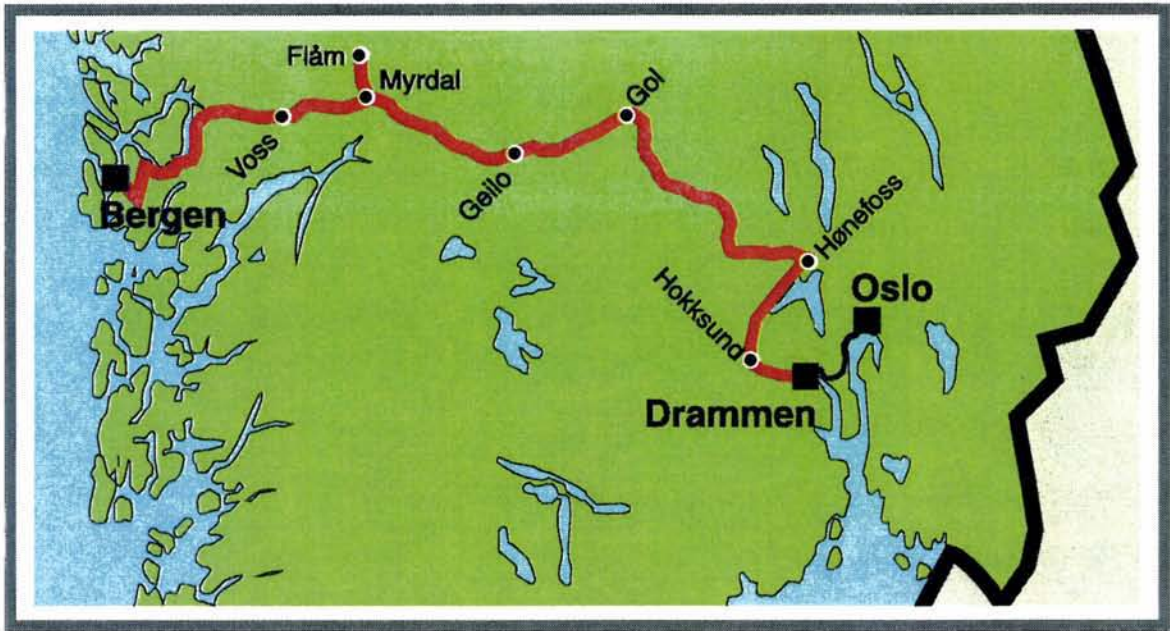 Flåm
Myrdal
Gol
Voss
Geilo
Bergen
Hønefoss
Oslo
Hokksund
Drammen